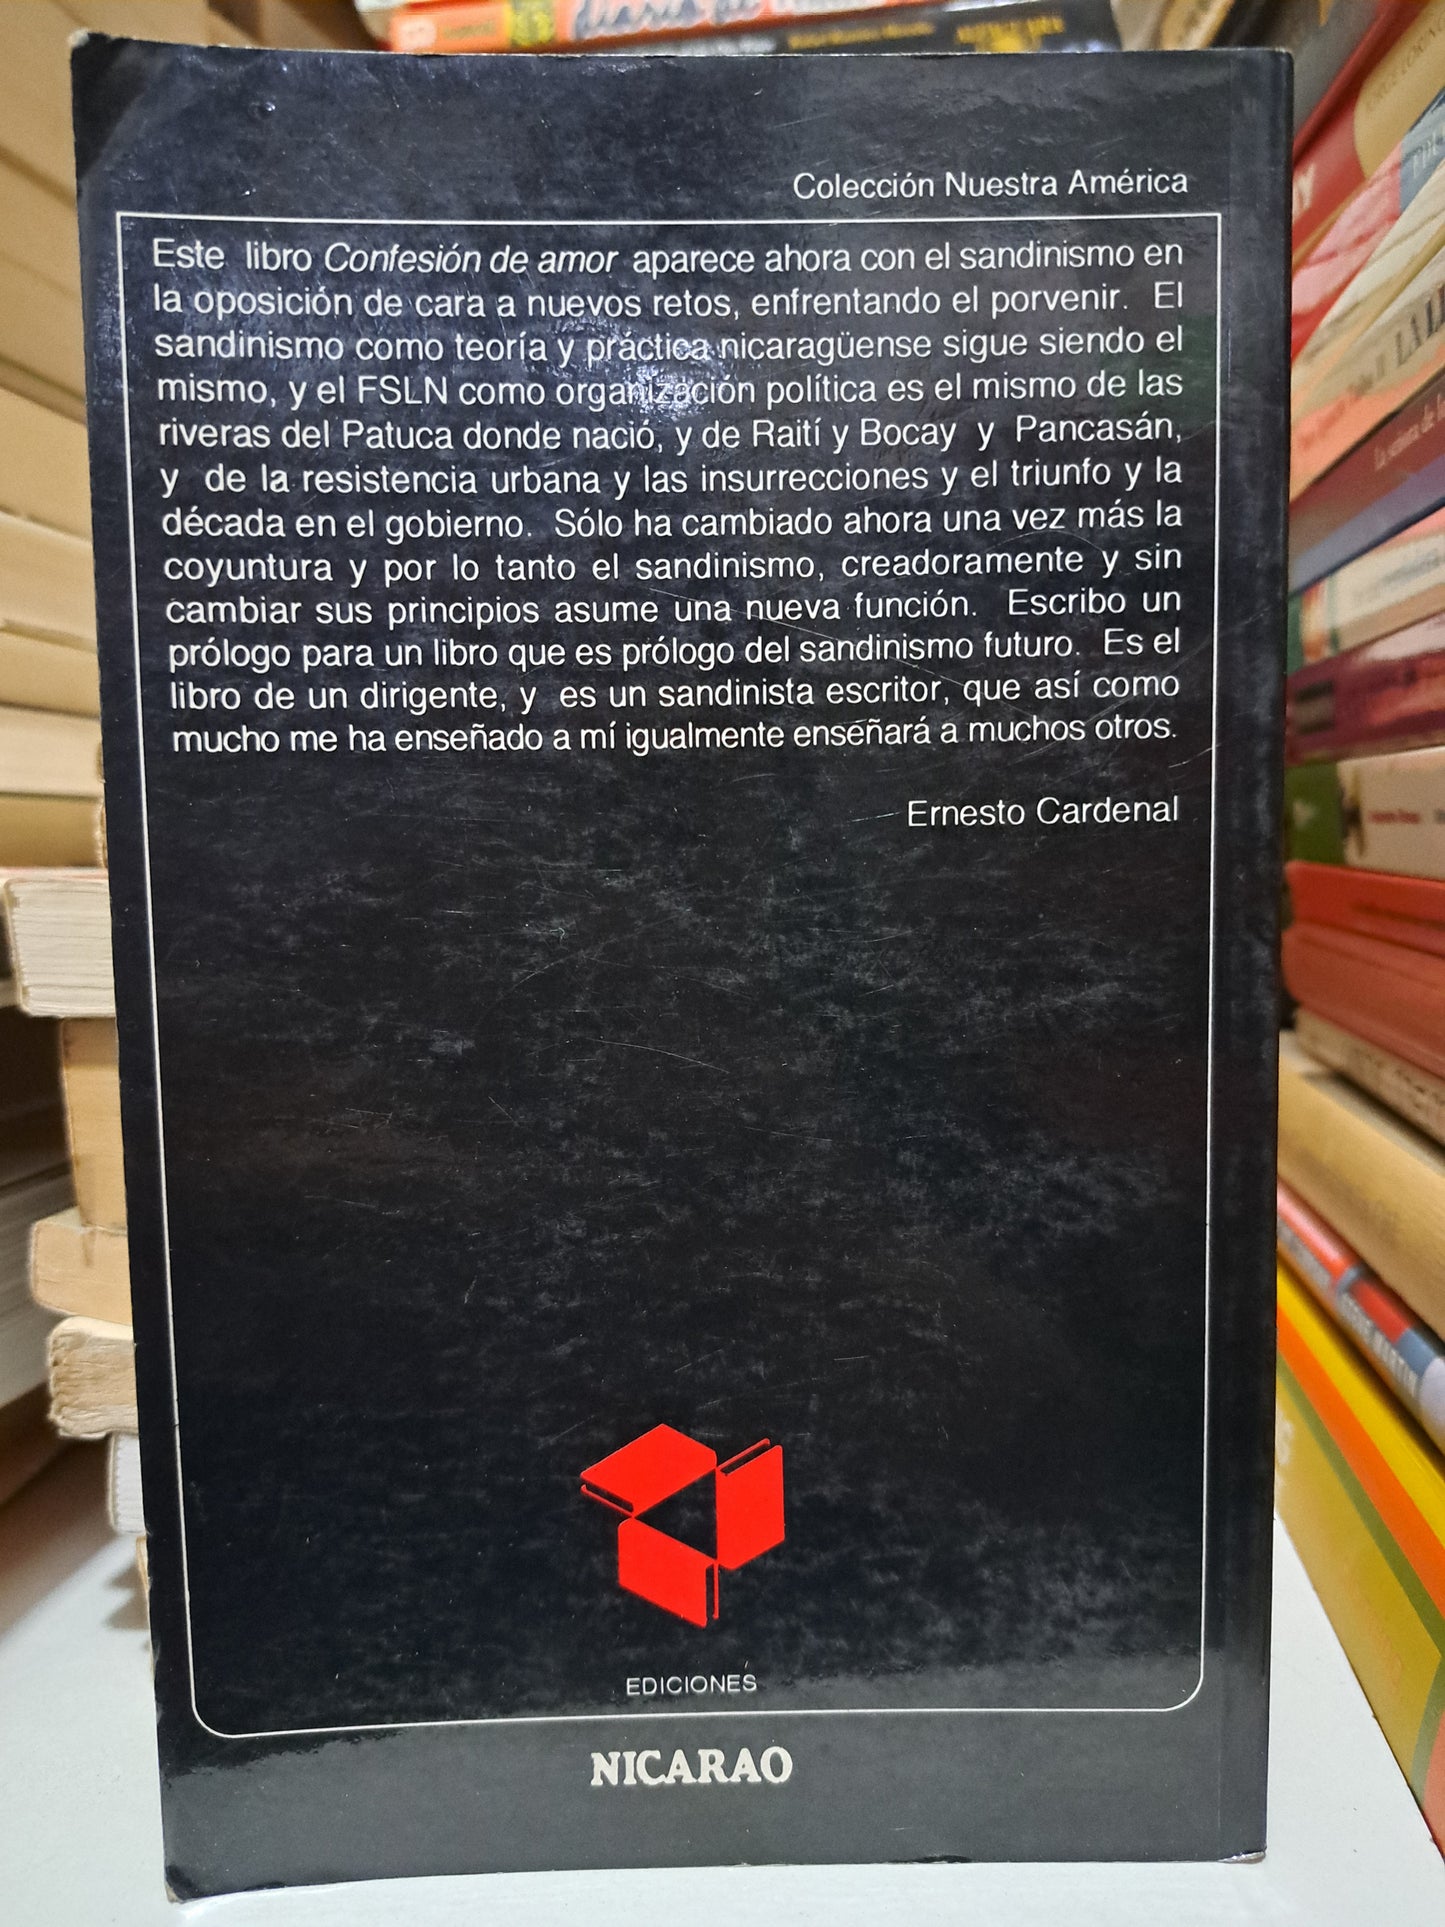 Colección Nuestra América
Este libro Confesión de amor aparece ahora con el sandinismo en
la oposición de cara a nuevos retos, enfrentando el porvenir. El
sandinismo como teoría y práctica nicaragüense sigue siendo el
mismo, y el FSLN como organización política es el mismo de las
riveras del Patuca donde nació, y de Raití y Bocay y Pancasán,
y de la resistencia urbana y las insurrecciones y el triunfo y la
década en el gobierno. Sólo ha cambiado ahora una vez más la
coyuntura y por lo tanto el sandinismo, creadoramente y sin
cambiar sus principios asume una nueva función. Escribo un
prólogo para un libro que es prólogo del sandinismo futuro. Es el
libro de un dirigente, y es un sandinista escritor, que así como
mucho me ha enseñado a mí igualmente enseñará a muchos otros.
Ernesto Cardenal
EDICIONES
NICARAO